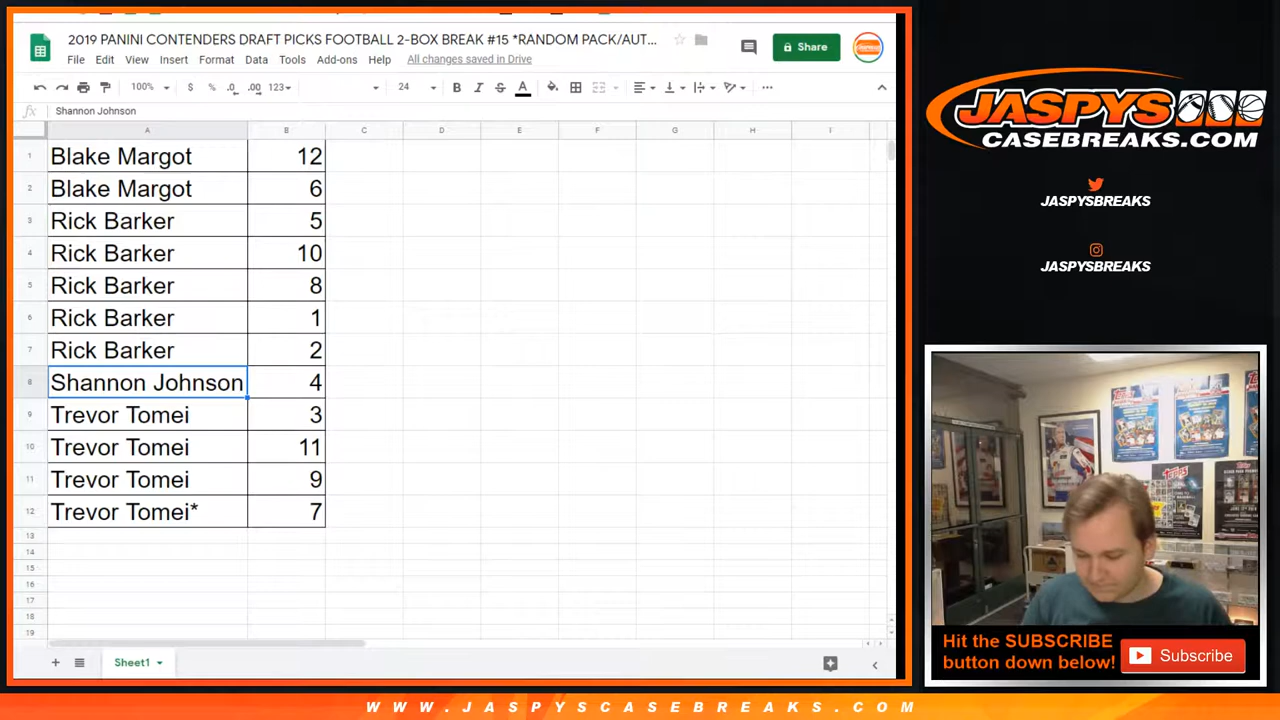 2019 PANINI CONTENDERS DRAFT PICKS FOOTBALL 2-BOX BREAK #15 *RANDOM PACK/AUT...
Share
File Edit View Insert Format Data Tools Add-ons Help All changes saved in Drive
100% $ % .0 .00 123 24 B I S A
fx Shannon Johnson
A B C D E F G H I
1 Blake Margot 12
2 Blake Margot 6
3 Rick Barker 5
4 Rick Barker 10
5 Rick Barker 8
6 Rick Barker 1
7 Rick Barker 2
8 Shannon Johnson 4
9 Trevor Tomei 3
10 Trevor Tomei 11
11 Trevor Tomei 9
12 Trevor Tomei* 7
13
14
15
16
17
18
19
Sheet1
JASPYS
CASEBREAKS.COM
JASPYSBREAKS
JASPYSBREAKS
Topps
Topps
Topps
Hit the SUBSCRIBE
button down below!
Subscribe
WWW.JASPYSCASEBREAKS.COM